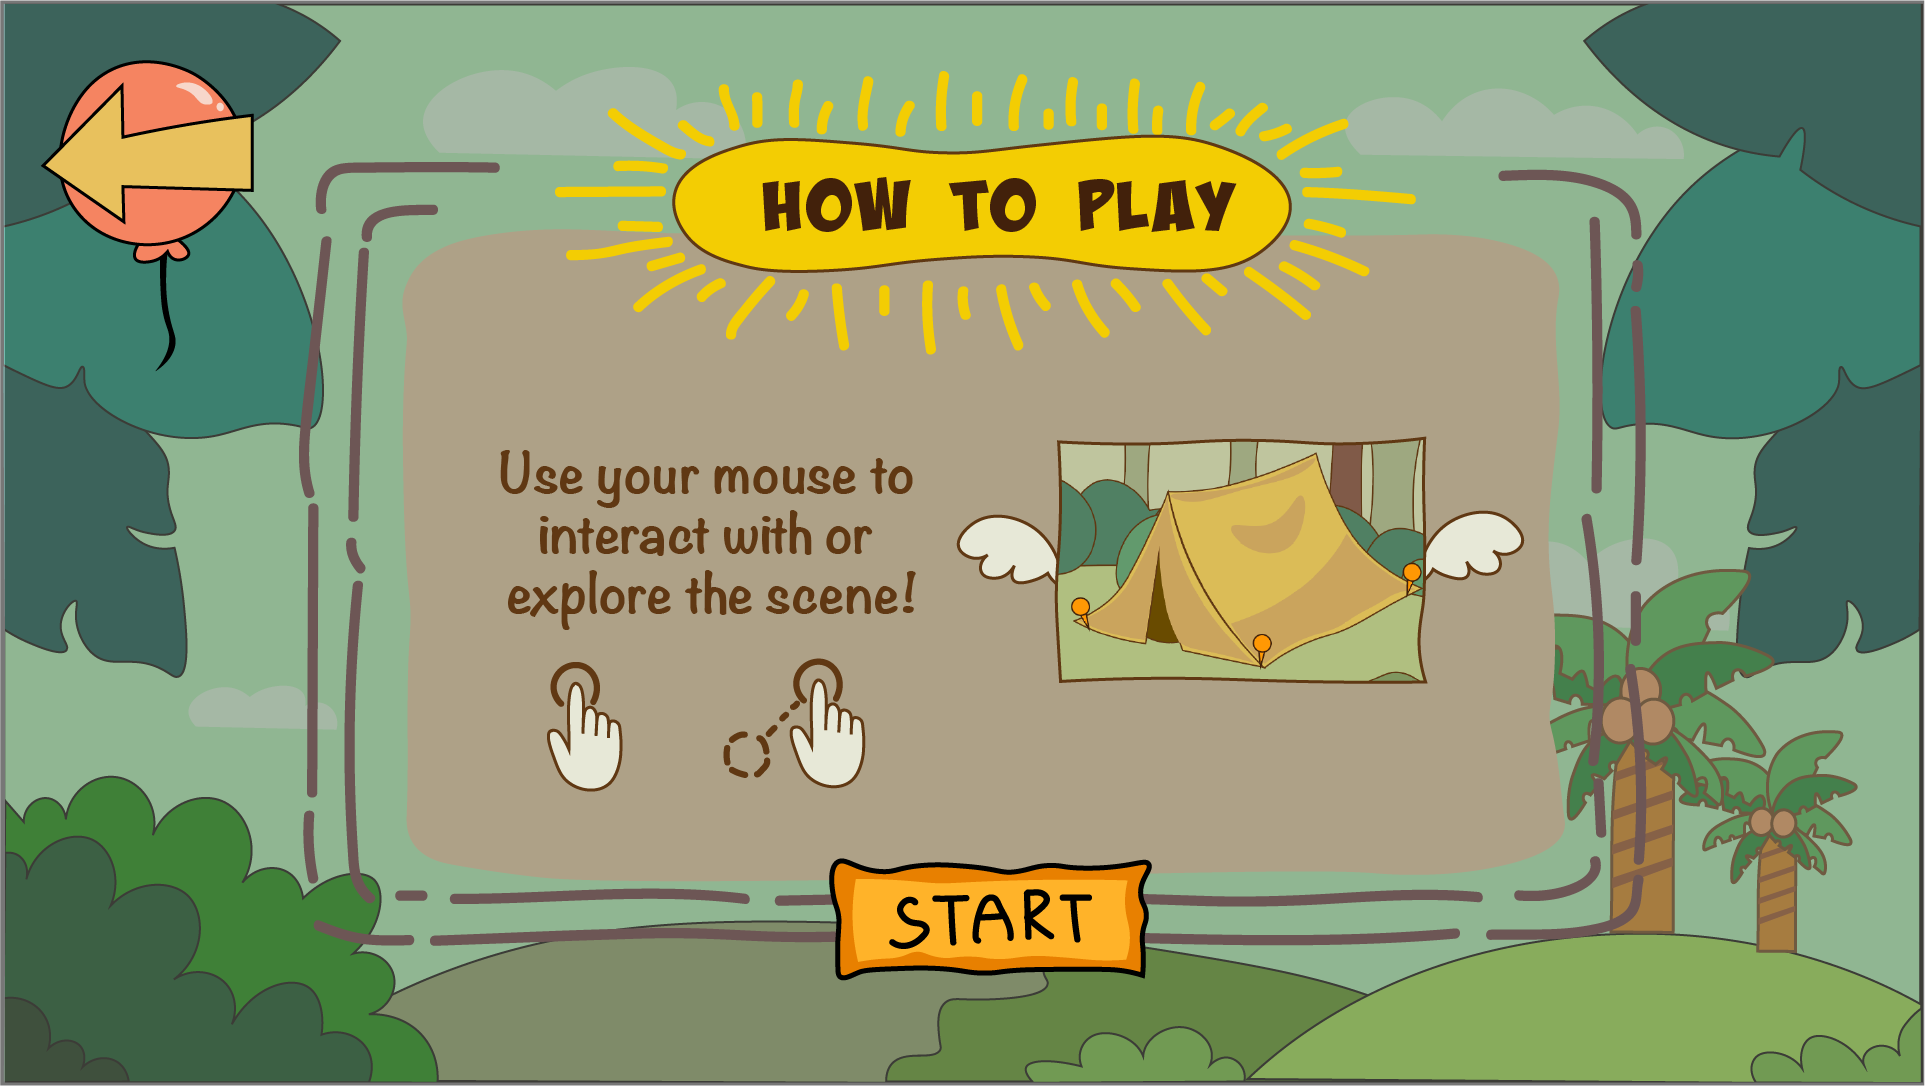 HOW TO PLAY
Use your mouse to
interact with or
explore the scene!
START